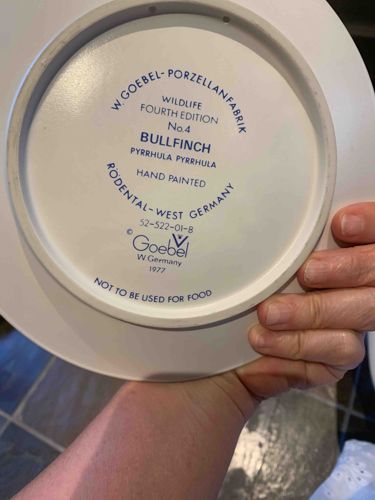 W. GOEBEL-PORZELLANFABRIK
WILDLIFE
FOURTH EDITION
No. 4
BULLFINCH
PYRRHULA PYRRHULA
HAND PAINTED
RÖDENTAL-WEST GERMANY
52-522-01-8
© Goebel
W. Germany
1977
NOT TO BE USED FOR FOOD